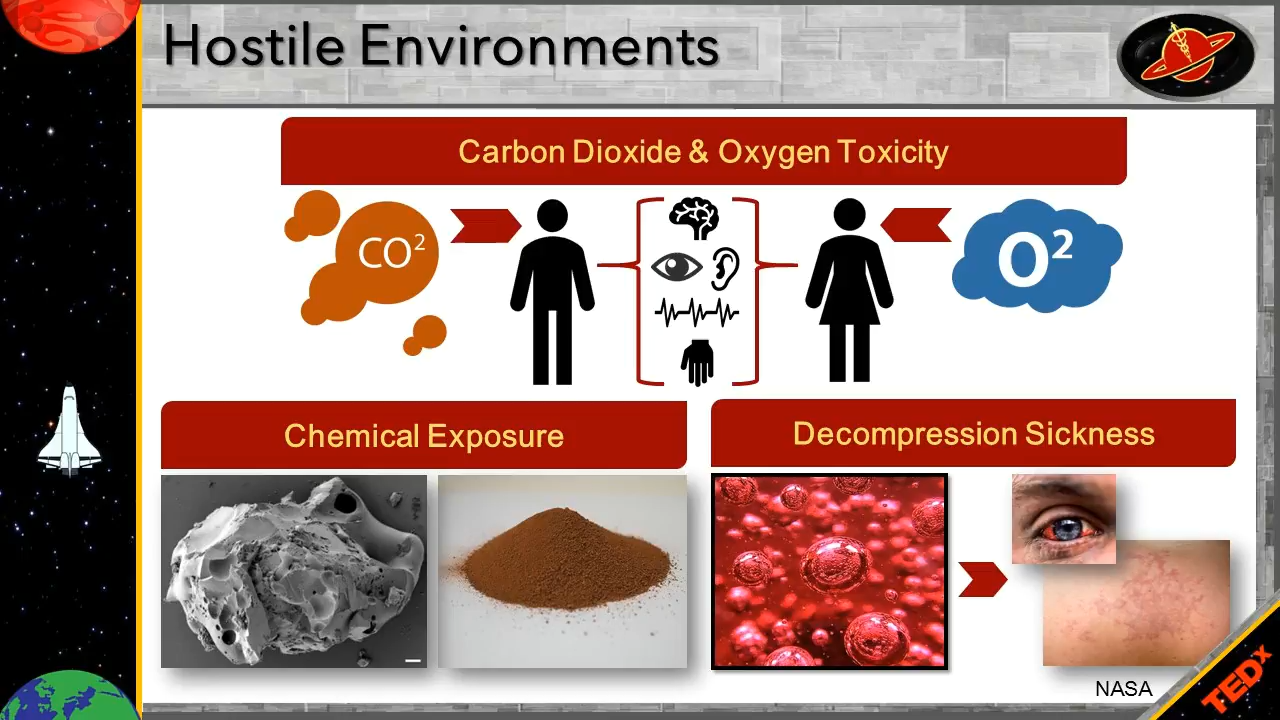 Hostile Environments
Carbon Dioxide & Oxygen Toxicity
CO²
O²
Chemical Exposure
Decompression Sickness
NASA
TEDx